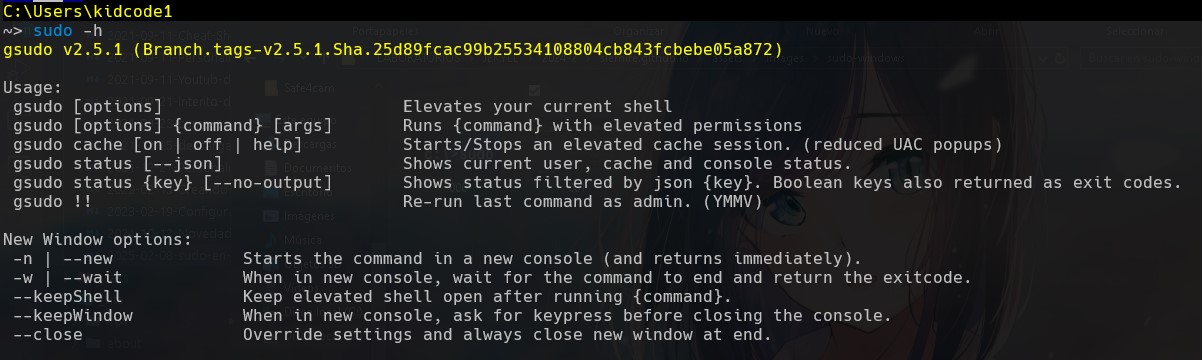 C:\Users\kidcode1
~> sudo -h
gsudo v2.5.1 (Branch.tags-v2.5.1.Sha.25d89fcac99b25534108804cb843fcbebe05a872)

Usage:
 gsudo [options]                        Elevates your current shell
 gsudo [options] {command} [args]       Runs {command} with elevated permissions
 gsudo cache [on | off | help]          Starts/Stops an elevated cache session. (reduced UAC popups)
 gsudo status [--json]                  Shows current user, cache and console status.
 gsudo status {key} [--no-output]       Shows status filtered by json {key}. Boolean keys also returned as exit codes.
 gsudo !!                               Re-run last command as admin. (YMMV)

New Window options:
 -n | --new             Starts the command in a new console (and returns immediately).
 -w | --wait            When in new console, wait for the command to end and return the exitcode.
 --keepShell            Keep elevated shell open after running {command}.
 --keepWindow           When in new console, ask for keypress before closing the console.
 --close                Override settings and always close new window at end.